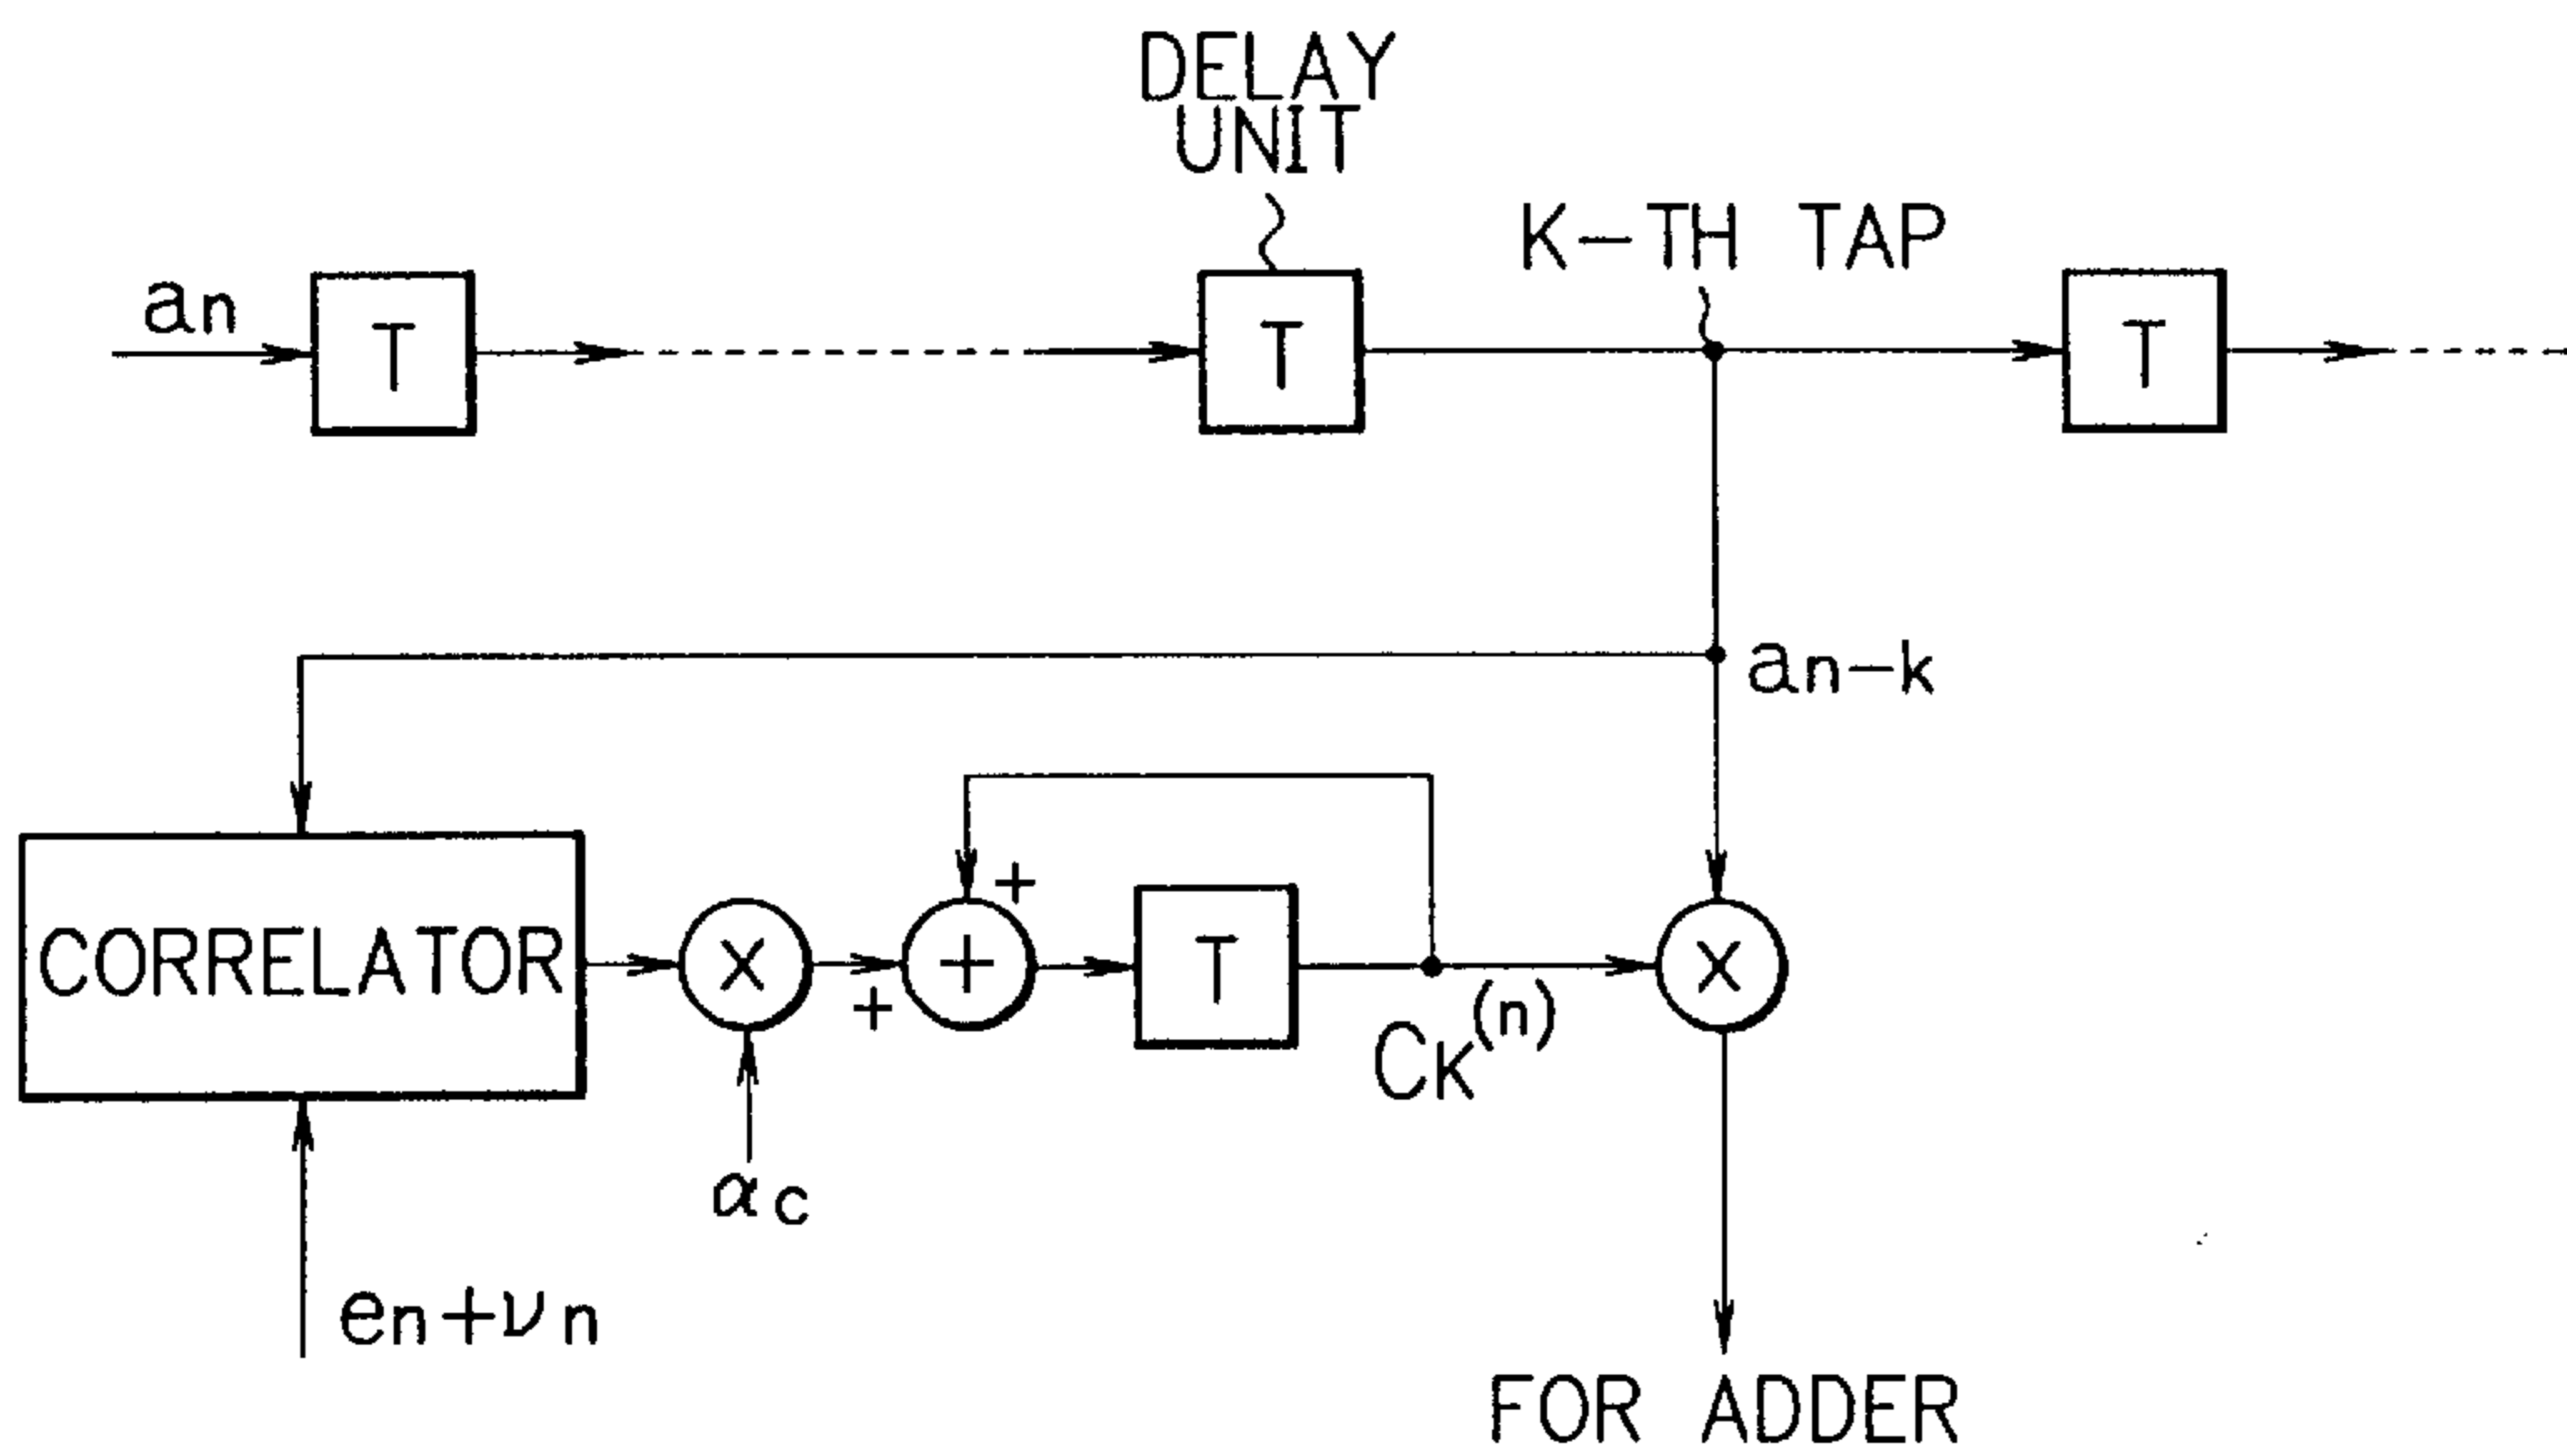 DELAY
UNIT
K-TH TAP
an
T
T
T
an-k
+
CORRELATOR
×
+
T
×
+
CK(n)
αc
en+νn
FOR ADDER